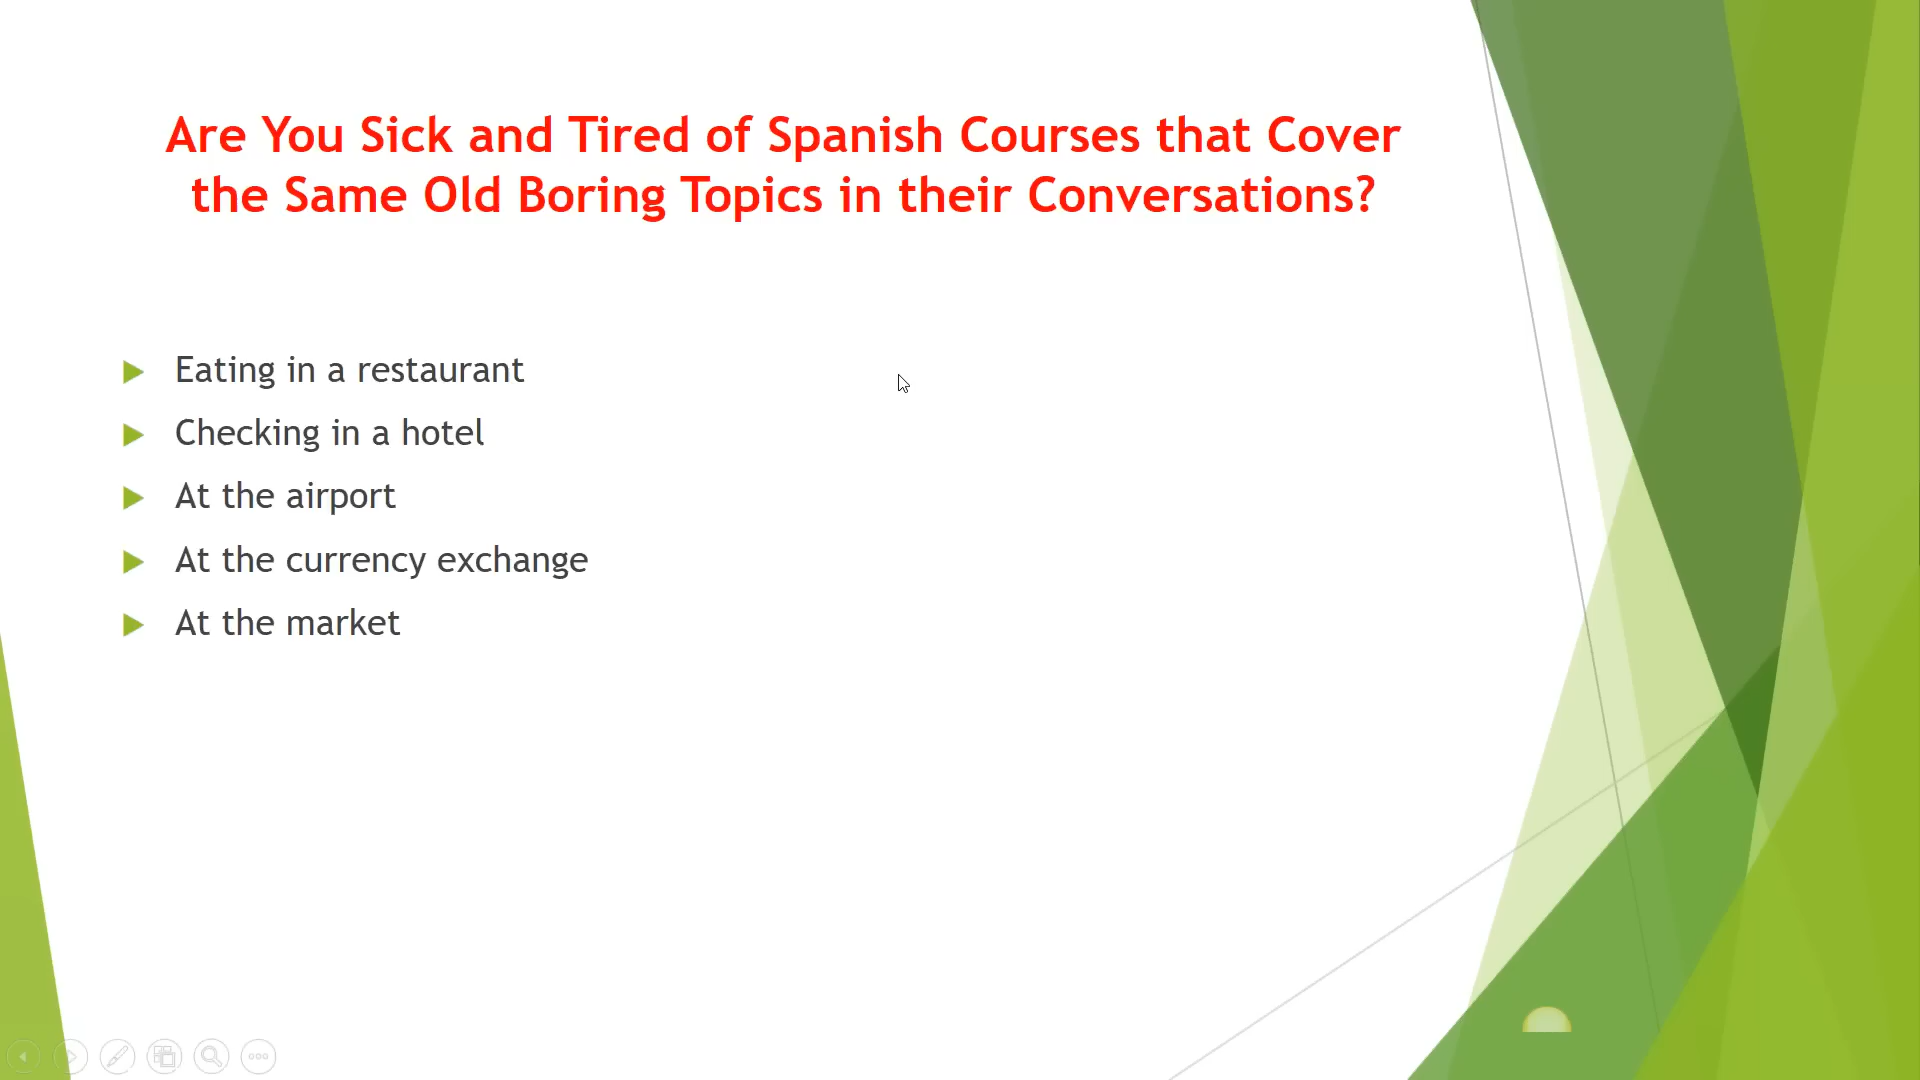 Are You Sick and Tired of Spanish Courses that Cover
the Same Old Boring Topics in their Conversations?
Eating in a restaurant
Checking in a hotel
At the airport
At the currency exchange
At the market